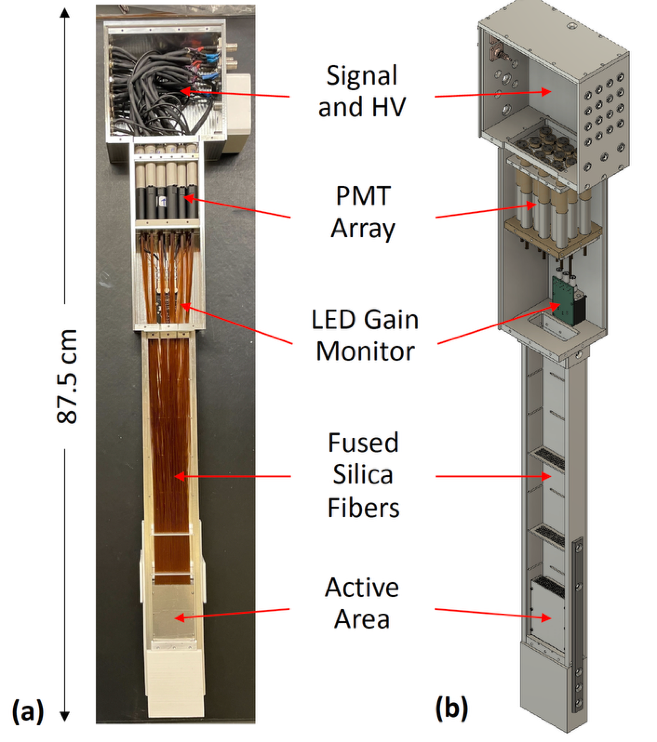 Signal
and HV
PMT
Array
LED Gain
Monitor
87.5 cm
Fused
Silica
Fibers
Active
Area
(a)
(b)